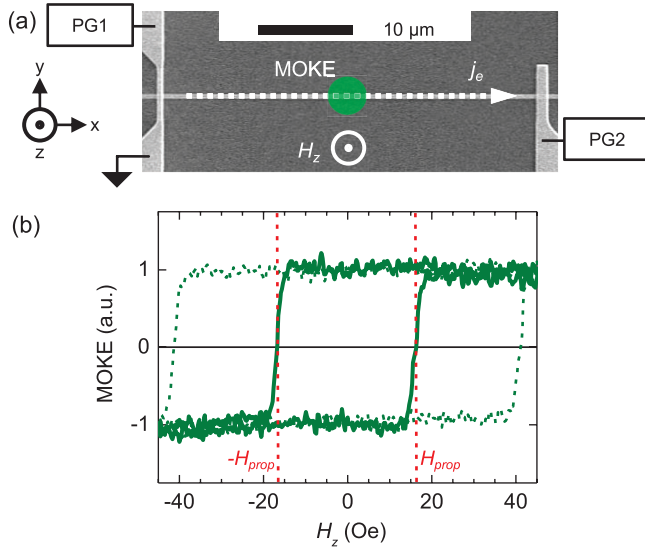 (a)
PG1
10 μm
MOKE
j_e
y
x
z
H_z
PG2
(b)
MOKE (a.u.)
1
0
-1
-H_prop
H_prop
-40
-20
0
20
40
H_z (Oe)